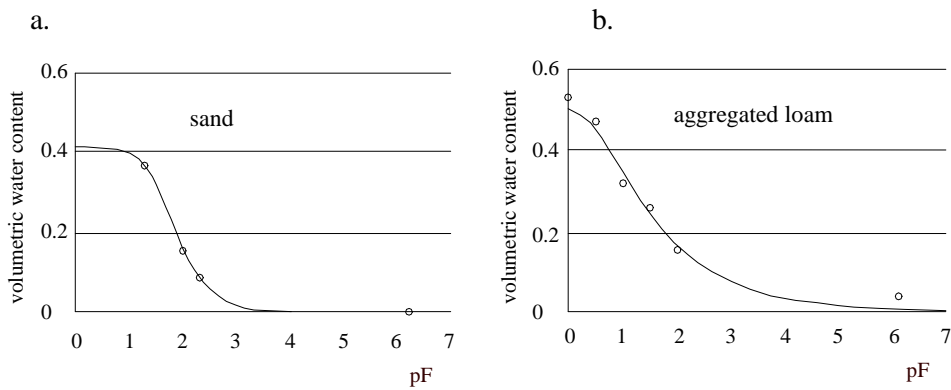 a.
volumetric water content
0.6
0.4
0.2
0
sand
0 1 2 3 4 5 6 7
pF
b.
volumetric water content
0.6
0.4
0.2
0
aggregated loam
0 1 2 3 4 5 6 7
pF